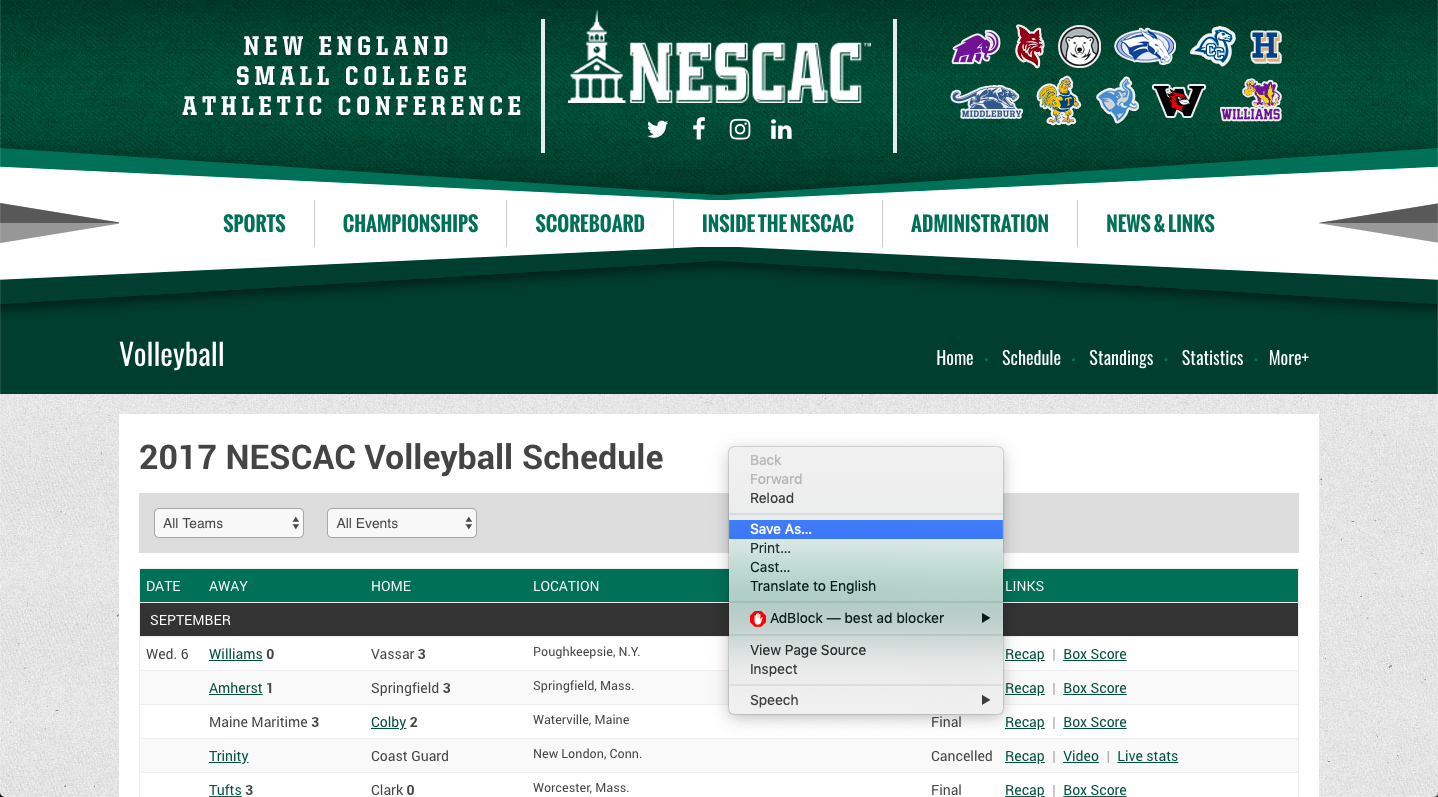 NEW ENGLAND
SMALL COLLEGE
ATHLETIC CONFERENCE
NESCAC™
MIDDLEBURY
WILLIAMS
SPORTS
CHAMPIONSHIPS
SCOREBOARD
INSIDE THE NESCAC
ADMINISTRATION
NEWS & LINKS
Volleyball
Home · Schedule · Standings · Statistics · More+
2017 NESCAC Volleyball Schedule
All Teams
All Events
Back
Forward
Reload
Save As...
Print...
Cast...
Translate to English
AdBlock — best ad blocker
View Page Source
Inspect
Speech
DATE AWAY HOME LOCATION LINKS
SEPTEMBER
Wed. 6 Williams 0 Vassar 3 Poughkeepsie, N.Y. Recap | Box Score
Amherst 1 Springfield 3 Springfield, Mass. Recap | Box Score
Maine Maritime 3 Colby 2 Waterville, Maine Final Recap | Box Score
Trinity Coast Guard New London, Conn. Cancelled Recap | Video | Live stats
Tufts 3 Clark 0 Worcester, Mass. Final Recap | Box Score